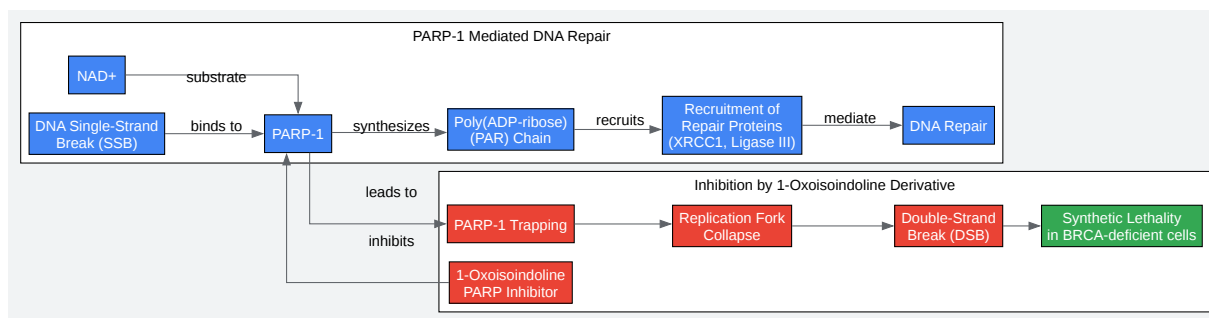 PARP-1 Mediated DNA Repair
NAD+
substrate
DNA Single-Strand
Break (SSB)
binds to
PARP-1
synthesizes
Poly(ADP-ribose)
(PAR) Chain
recruits
Recruitment of
Repair Proteins
(XRCC1, Ligase III)
mediate
DNA Repair
Inhibition by 1-Oxoisoindoline Derivative
leads to
inhibits
PARP-1 Trapping
Replication Fork
Collapse
Double-Strand
Break (DSB)
Synthetic Lethality
in BRCA-deficient cells
1-Oxoisoindoline
PARP Inhibitor